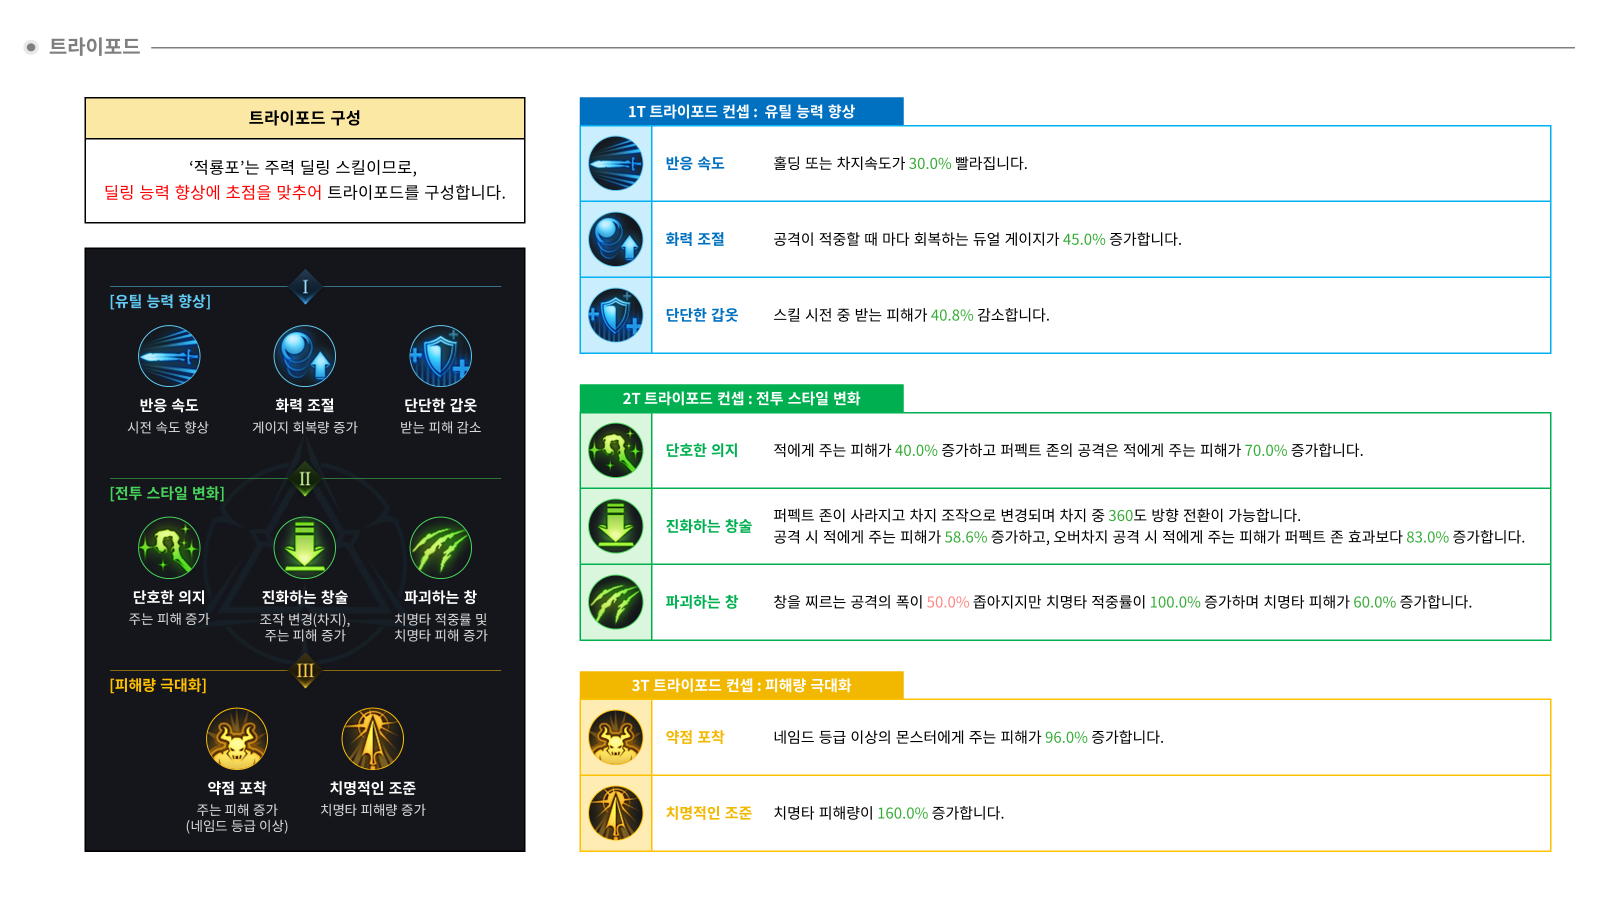 트라이포드
트라이포드 구성
‘적룡포’는 주력 딜링 스킬이므로,
딜링 능력 향상에 초점을 맞추어 트라이포드를 구성합니다.
I
[유틸 능력 향상]
반응 속도
화력 조절
단단한 갑옷
시전 속도 향상
게이지 회복량 증가
받는 피해 감소
II
[전투 스타일 변화]
단호한 의지
진화하는 창술
파괴하는 창
주는 피해 증가
조작 변경(차지),
주는 피해 증가
치명타 적중률 및
치명타 피해 증가
III
[피해량 극대화]
약점 포착
치명적인 조준
주는 피해 증가
(네임드 등급 이상)
치명타 피해량 증가
1T 트라이포드 컨셉 : 유틸 능력 향상
반응 속도
홀딩 또는 차지속도가 30.0% 빨라집니다.
화력 조절
공격이 적중할 때 마다 회복하는 듀얼 게이지가 45.0% 증가합니다.
단단한 갑옷
스킬 시전 중 받는 피해가 40.8% 감소합니다.
2T 트라이포드 컨셉 : 전투 스타일 변화
단호한 의지
적에게 주는 피해가 40.0% 증가하고 퍼펙트 존의 공격은 적에게 주는 피해가 70.0% 증가합니다.
진화하는 창술
퍼펙트 존이 사라지고 차지 조작으로 변경되며 차지 중 360도 방향 전환이 가능합니다.
공격 시 적에게 주는 피해가 58.6% 증가하고, 오버차지 공격 시 적에게 주는 피해가 퍼펙트 존 효과보다 83.0% 증가합니다.
파괴하는 창
창을 찌르는 공격의 폭이 50.0% 좁아지지만 치명타 적중률이 100.0% 증가하며 치명타 피해가 60.0% 증가합니다.
3T 트라이포드 컨셉 : 피해량 극대화
약점 포착
네임드 등급 이상의 몬스터에게 주는 피해가 96.0% 증가합니다.
치명적인 조준
치명타 피해량이 160.0% 증가합니다.